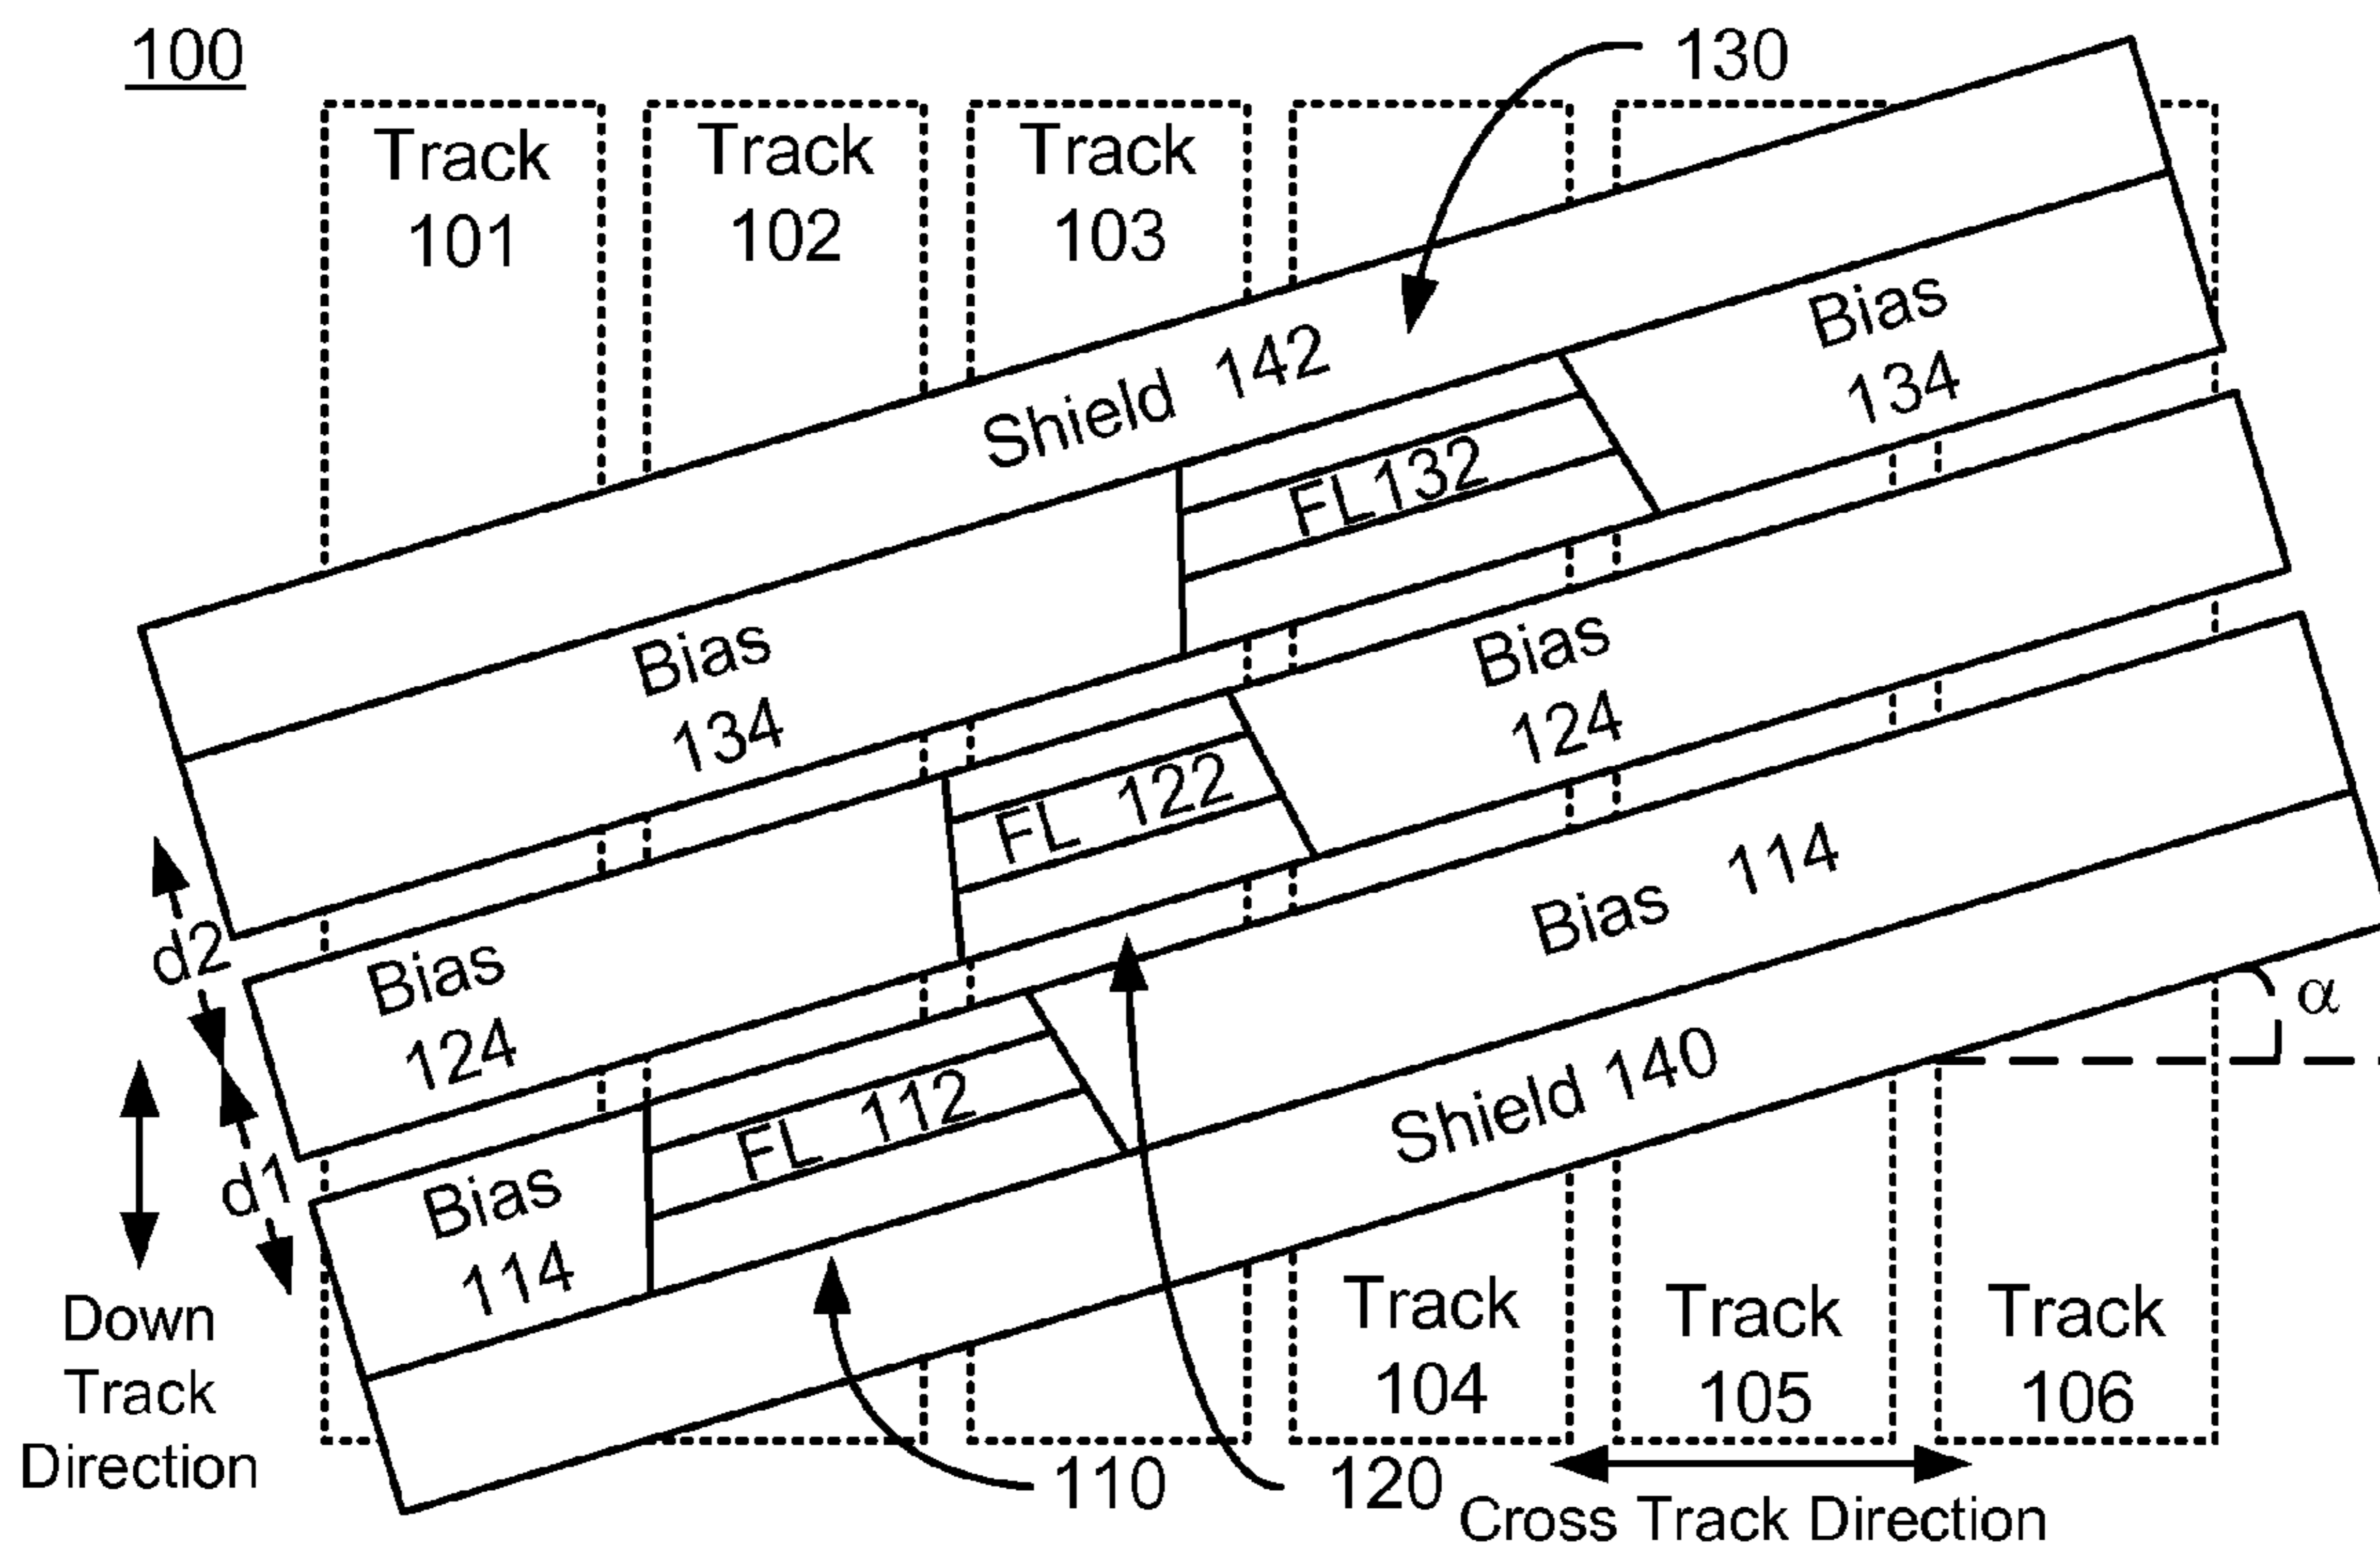 100
130
Track
101
Track
102
Track
103
Shield 142
Bias
134
FL132
Bias
134
Bias
124
FL 122
Bias 114
d2
Bias
124
α
Shield 140
FL 112
d1
Bias
114
Down
Track
Direction
Track
104
Track
105
Track
106
110
120
Cross Track Direction